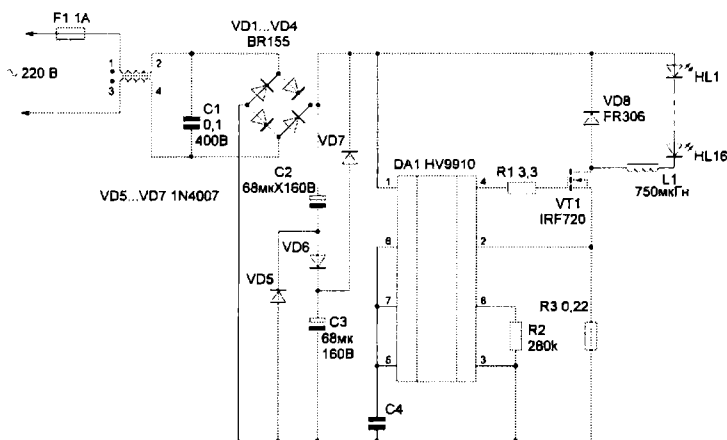 F1 1A
VD1...VD4
BR155
~ 220 В
1
2
3
4
C1
0,1
400В
VD7
VD8
FR306
HL1
HL16
C2
68мкХ160В
DA1 HV9910
R1 3,3
L1
750мкГн
VT1
IRF720
VD5...VD7 1N4007
1
4
VD6
8
2
VD5
C3
68мк
160В
7
6
R3 0,22
R2
280k
5
3
C4